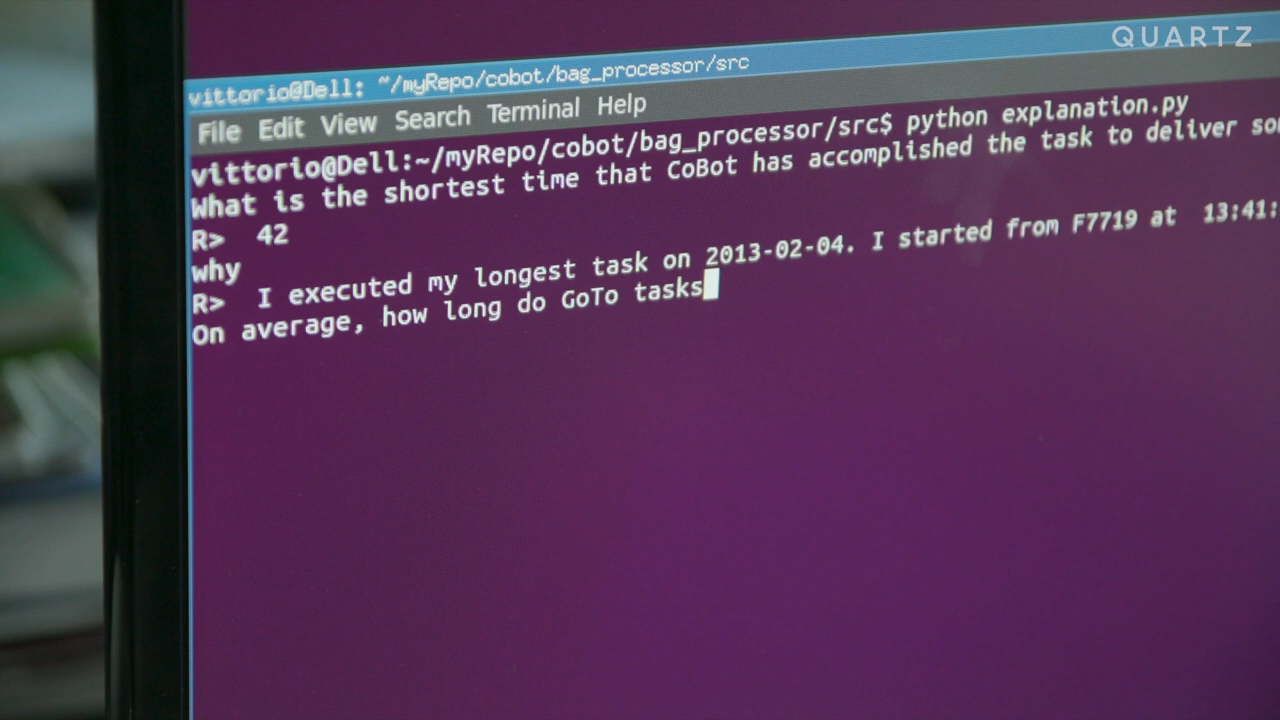 QUARTZ
vittorio@Dell: ~/myRepo/cobot/bag_processor/src
File Edit View Search Terminal Help
vittorio@Dell:~/myRepo/cobot/bag_processor/src$ python explanation.py
What is the shortest time that CoBot has accomplished the task to deliver
R> 42
why
R> I executed my longest task on 2013-02-04. I started from F7719 at 13:41:
On average, how long do GoTo tasks